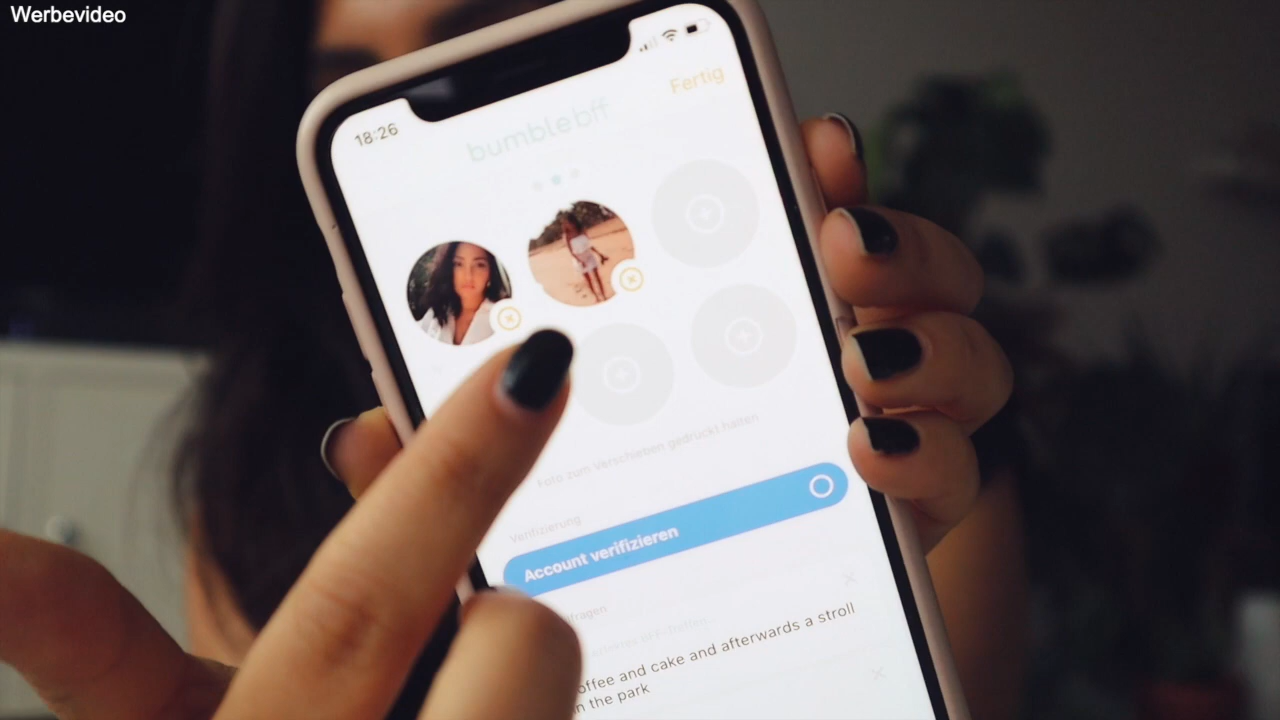 Werbevideo
18:26
Fertig
bumblebff
Foto zum Verschieben gedrückt halten
Verifizierung
Account verifizieren
offee and cake and afterwards a stroll
n the park